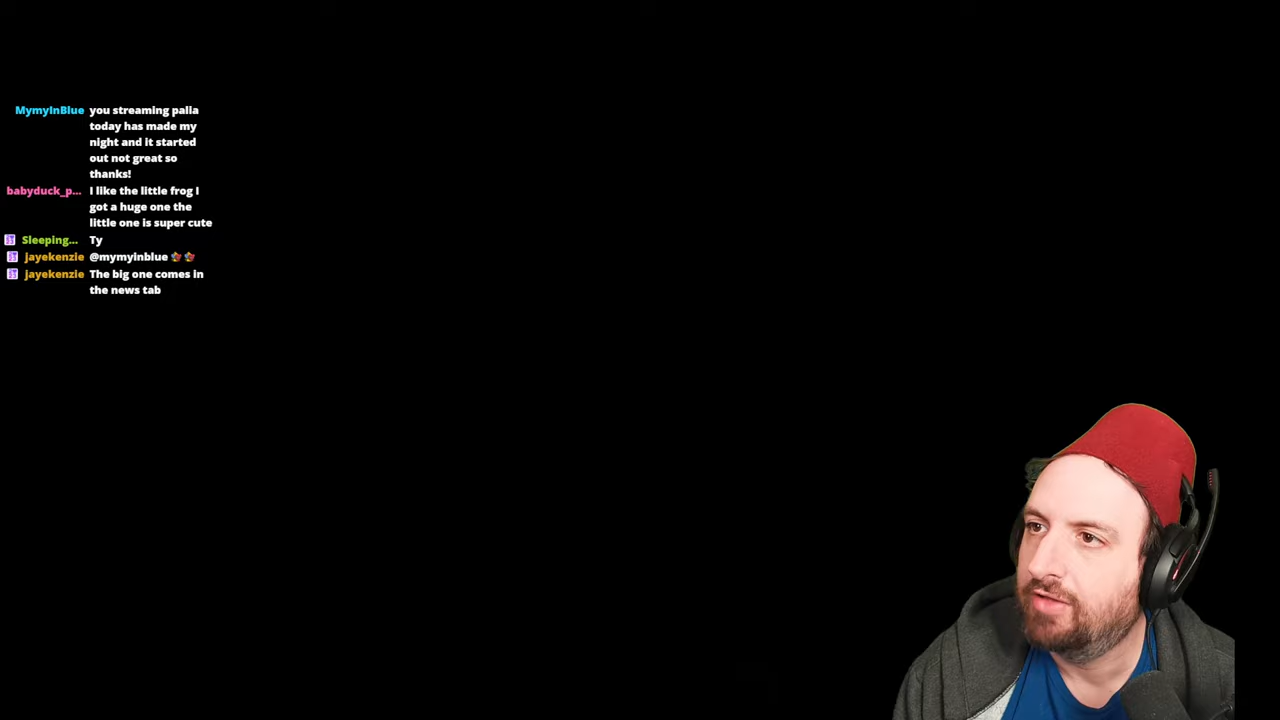 MymyInBlue you streaming palia
today has made my
night and it started
out not great so
thanks!
babyduck_p... I like the little frog I
got a huge one the
little one is super cute
Sleeping... Ty
jayekenzie @mymyinblue
jayekenzie The big one comes in
the news tab